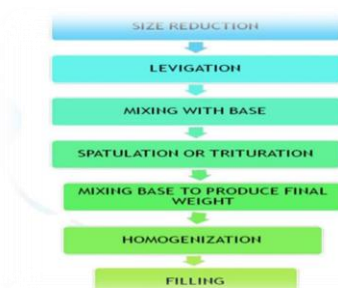 SIZE REDUCTION
LEVIGATION
MIXING WITH BASE
SPATULATION OR TRITURATION
MIXING BASE TO PRODUCE FINAL
WEIGHT
HOMOGENIZATION
FILLING